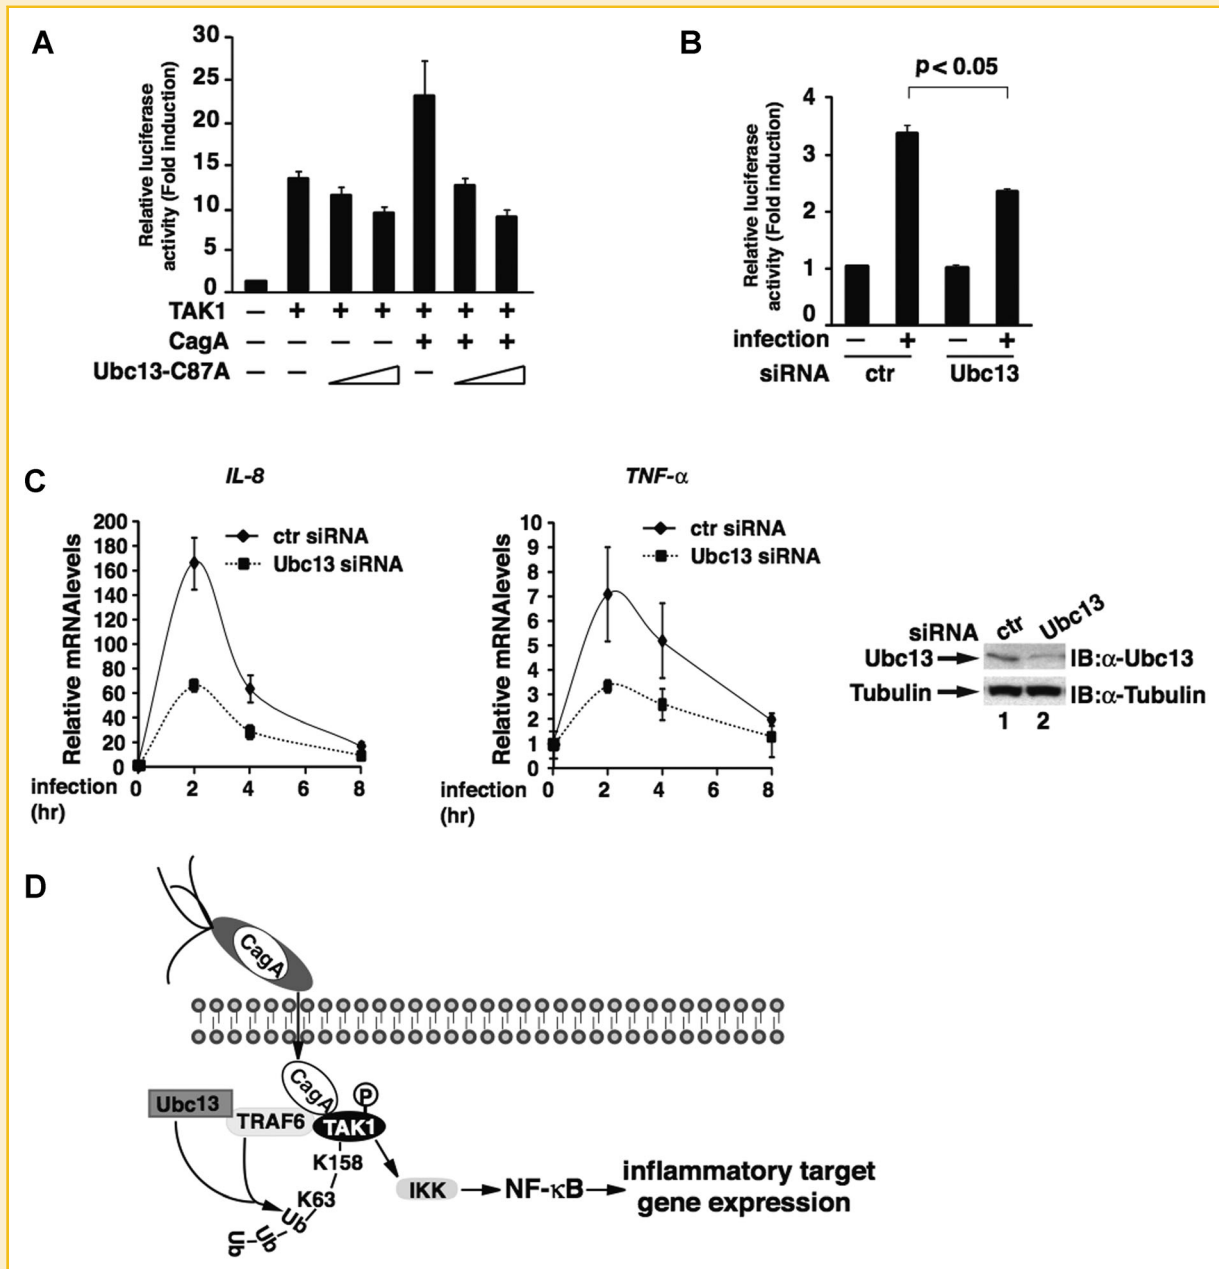 A
Relative luciferase
activity (Fold induction)
30
25
20
15
10
5
0
TAK1 — + + + + + +
CagA — — — — + + +
Ubc13-C87A — — —
B
p < 0.05
Relative luciferase
activity (Fold induction)
4
3
2
1
0
infection — + — +
siRNA ctr Ubc13
C
IL-8
Relative mRNAlevels
200
180
160
140
120
100
80
60
40
20
0
ctr siRNA
Ubc13 siRNA
infection 0 2 4 6 8
(hr)
TNF-α
Relative mRNAlevels
10
9
8
7
6
5
4
3
2
1
0
ctr siRNA
Ubc13 siRNA
infection 0 2 4 6 8
(hr)
siRNA ctr Ubc13
Ubc13 IB:α-Ubc13
Tubulin IB:α-Tubulin
1 2
D
CagA
CagA
P
Ubc13
TRAF6
TAK1
K158
K63
Ub
Ub
Ub
IKK
NF-κB
inflammatory target
gene expression